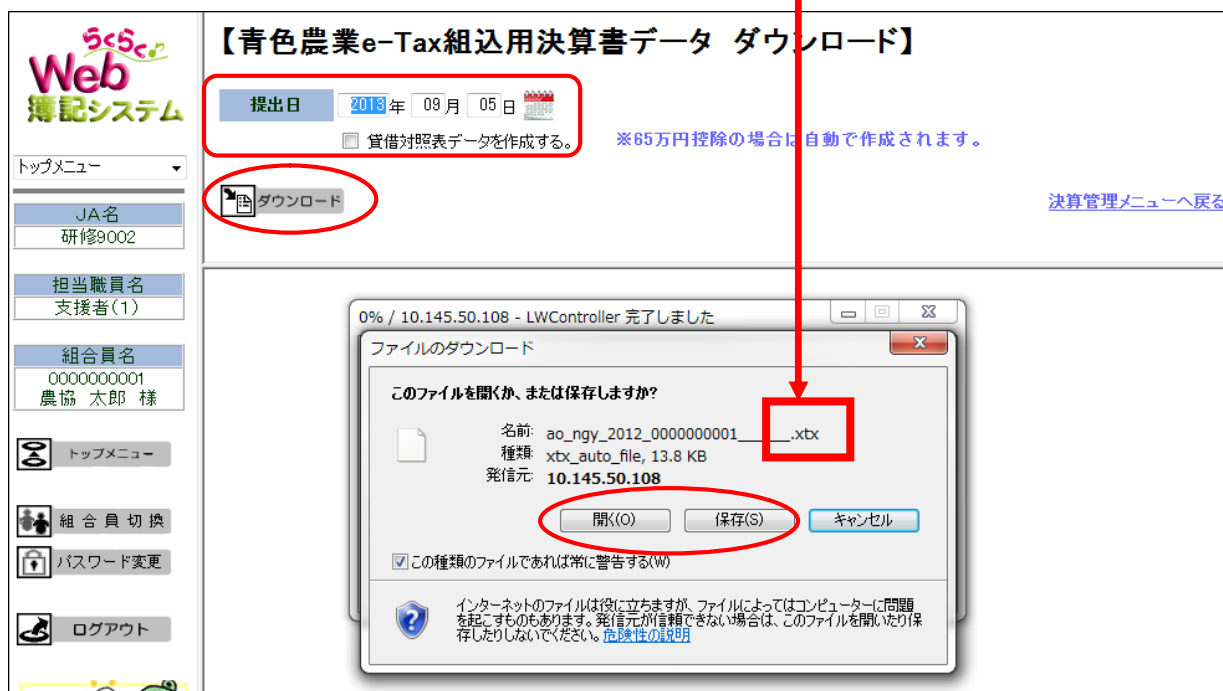 らくらく
Web
簿記システム
トップメニュー
JA名
研修9002
担当職員名
支援者(1)
組合員名
0000000001
農協 太郎 様
トップメニュー
組合員切換
パスワード変更
ログアウト
【青色農業e-Tax組込用決算書データ ダウンロード】
提出日 2013年 09月 05日
貸借対照表データを作成する。 ※65万円控除の場合は自動で作成されます。
ダウンロード
決算管理メニューへ戻る
0% / 10.145.50.108 - LWController 完了しました
ファイルのダウンロード
このファイルを開くか、または保存しますか?
名前: ao_ngy_2012_0000000001______.xtx
種類: xtx_auto_file, 13.8 KB
発信元: 10.145.50.108
開く(O) 保存(S) キャンセル
この種類のファイルであれば常に警告する(W)
インターネットのファイルは役に立ちますが、ファイルによってはコンピューターに問題
を起こすものもあります。発信元が信頼できない場合は、このファイルを開いたり保
存したりしないでください。危険性の説明